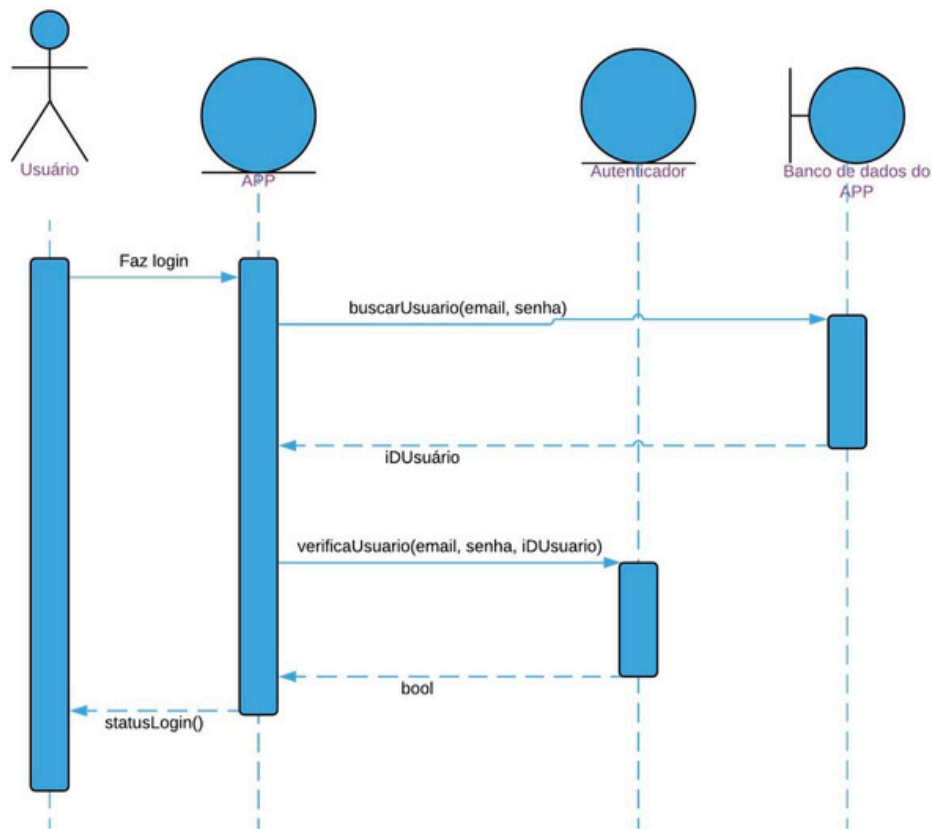 Usuário
APP
Autenticador
Banco de dados do
APP
Faz login
buscarUsuario(email, senha)
iDUsuário
verificaUsuario(email, senha, iDUsuario)
bool
statusLogin()